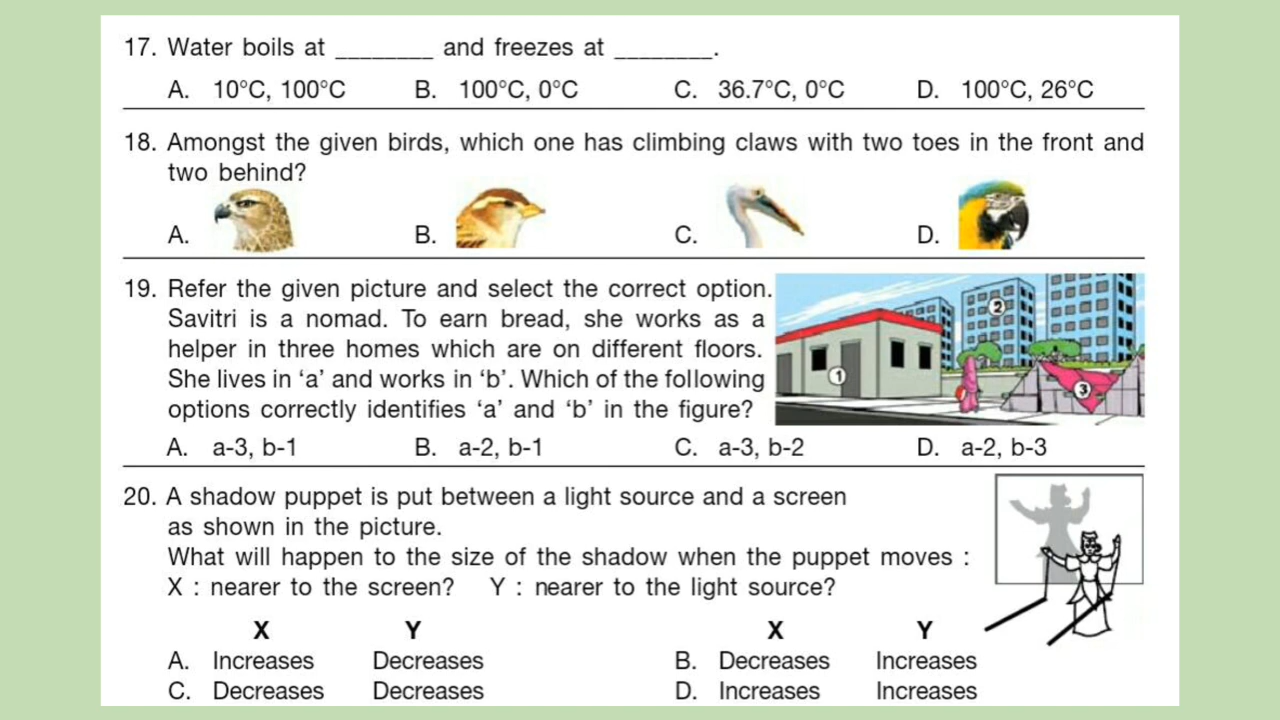 17. Water boils at ________ and freezes at ________.
A. 10°C, 100°C B. 100°C, 0°C C. 36.7°C, 0°C D. 100°C, 26°C
18. Amongst the given birds, which one has climbing claws with two toes in the front and
two behind?
A. B. C. D.
19. Refer the given picture and select the correct option.
Savitri is a nomad. To earn bread, she works as a
helper in three homes which are on different floors.
She lives in ‘a’ and works in ‘b’. Which of the following
options correctly identifies ‘a’ and ‘b’ in the figure?
1 2 3
A. a-3, b-1 B. a-2, b-1 C. a-3, b-2 D. a-2, b-3
20. A shadow puppet is put between a light source and a screen
as shown in the picture.
What will happen to the size of the shadow when the puppet moves :
X : nearer to the screen? Y : nearer to the light source?
X Y X Y
A. Increases Decreases B. Decreases Increases
C. Decreases Decreases D. Increases Increases